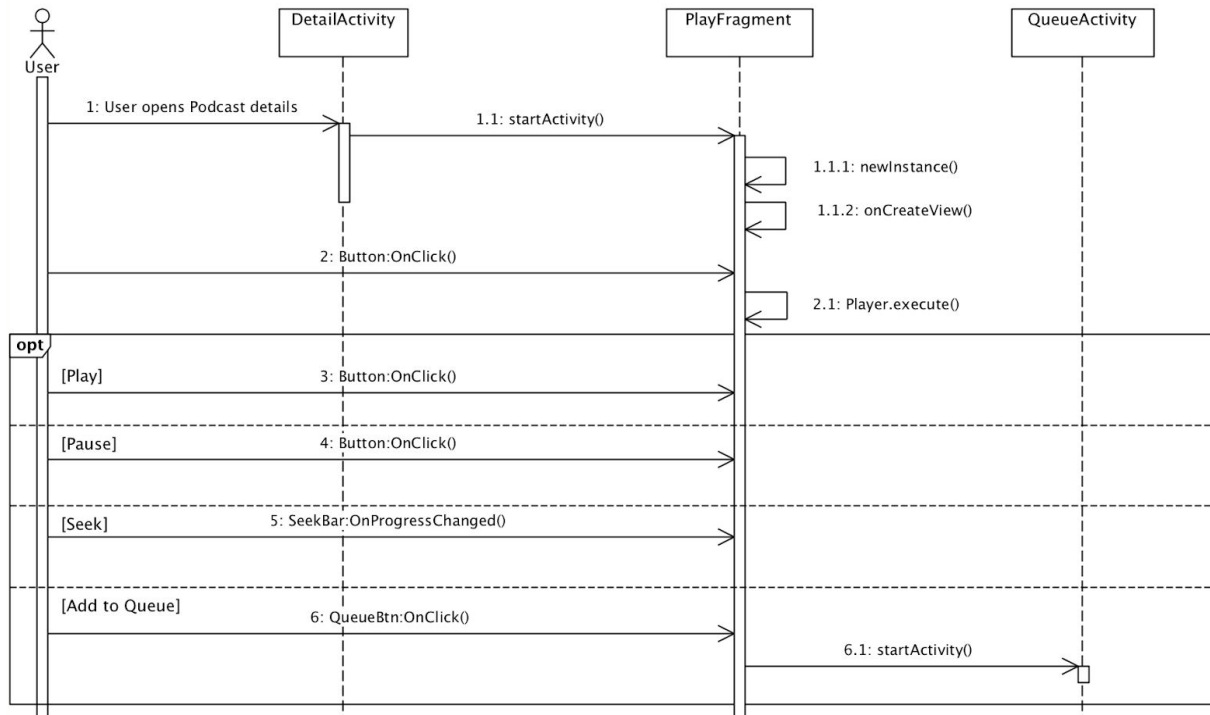 DetailActivity
PlayFragment
QueueActivity
User
1: User opens Podcast details
1.1: startActivity()
1.1.1: newInstance()
1.1.2: onCreateView()
2: Button:OnClick()
2.1: Player.execute()
opt
[Play]
3: Button:OnClick()
[Pause]
4: Button:OnClick()
[Seek]
5: SeekBar:OnProgressChanged()
[Add to Queue]
6: QueueBtn:OnClick()
6.1: startActivity()